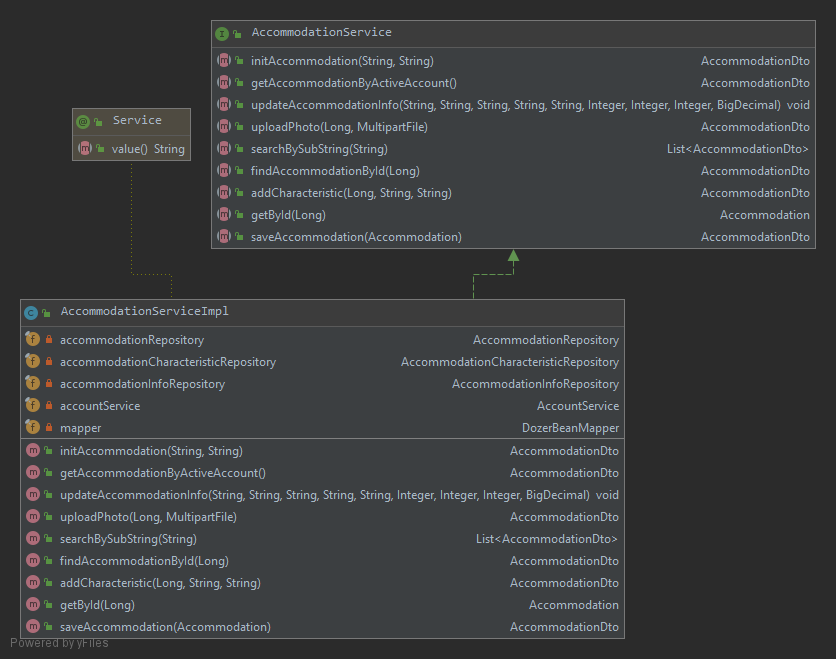 AccommodationService
initAccommodation(String, String) AccommodationDto
getAccommodationByActiveAccount() AccommodationDto
updateAccommodationInfo(String, String, String, String, String, Integer, Integer, Integer, BigDecimal) void
uploadPhoto(Long, MultipartFile) AccommodationDto
searchBySubString(String) List<AccommodationDto>
findAccommodationById(Long) AccommodationDto
addCharacteristic(Long, String, String) AccommodationDto
getById(Long) Accommodation
saveAccommodation(Accommodation) AccommodationDto
Service
value() String
AccommodationServiceImpl
accommodationRepository AccommodationRepository
accommodationCharacteristicRepository AccommodationCharacteristicRepository
accommodationInfoRepository AccommodationInfoRepository
accountService AccountService
mapper DozerBeanMapper
initAccommodation(String, String) AccommodationDto
getAccommodationByActiveAccount() AccommodationDto
updateAccommodationInfo(String, String, String, String, String, Integer, Integer, Integer, BigDecimal) void
uploadPhoto(Long, MultipartFile) AccommodationDto
searchBySubString(String) List<AccommodationDto>
findAccommodationById(Long) AccommodationDto
addCharacteristic(Long, String, String) AccommodationDto
getById(Long) Accommodation
saveAccommodation(Accommodation) AccommodationDto
Powered by yFiles